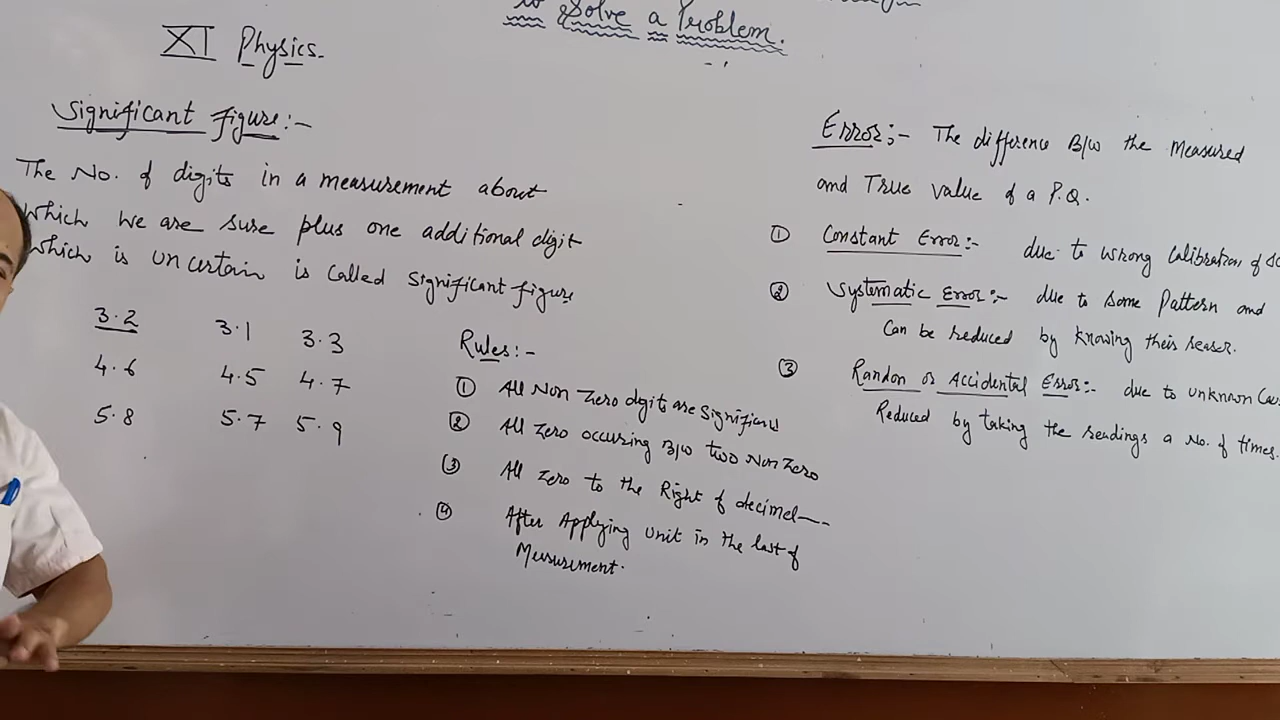 to Solve a Problem.
XI Physics.
Significant figure:-
The No. of digits in a measurement about
which we are sure plus one additional digit
which is uncertain is called significant figure
3.2 3.1 3.3
4.6 4.5 4.7
5.8 5.7 5.9
Rules:-
① All Non Zero digits are significant
② All Zero occuring B/w two Non Zero
③ All Zero to the Right of decimel----
④ After Applying unit in the last of
Measurement.
Error:- The difference B/w the Measured
and True value of a P.Q.
① Constant Error:- due to wrong Calibration of
② Systematic Error:- due to some Pattern and
Can be reduced by knowing their reason.
③ Randon or Accidental Error:- due to unknown Cau
Reduced by taking the readings a No. of times.